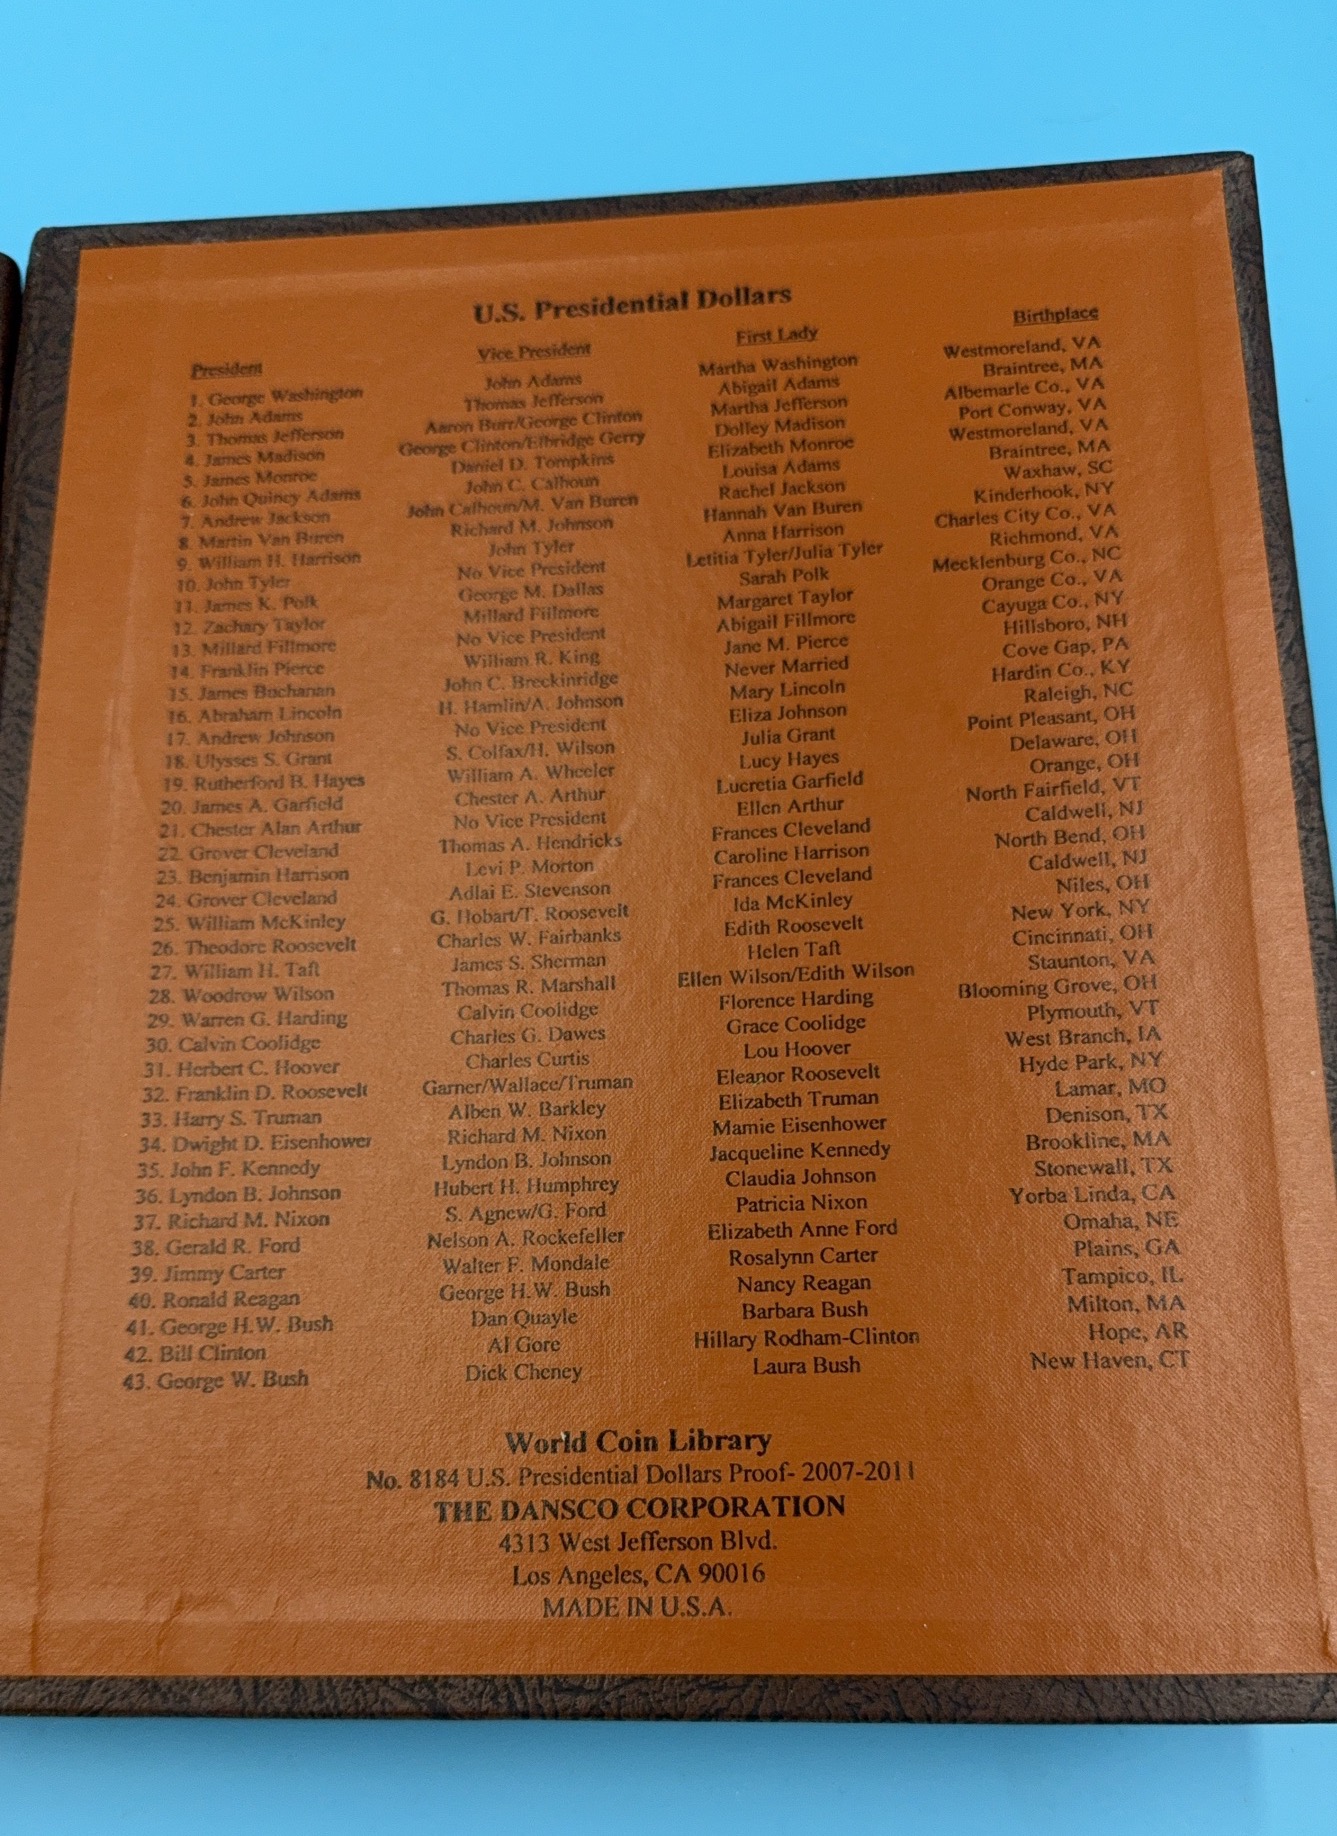 U.S. Presidential Dollars
President Vice President First Lady Birthplace
1. George Washington John Adams Martha Washington Westmoreland, VA
2. John Adams Thomas Jefferson Abigail Adams Braintree, MA
3. Thomas Jefferson Aaron Burr/George Clinton Martha Jefferson Albemarle Co., VA
4. James Madison George Clinton/Elbridge Gerry Dolley Madison Port Conway, VA
5. James Monroe Daniel D. Tompkins Elizabeth Monroe Westmoreland, VA
6. John Quincy Adams John C. Calhoun Louisa Adams Braintree, MA
7. Andrew Jackson John Calhoun/M. Van Buren Rachel Jackson Waxhaw, SC
8. Martin Van Buren Richard M. Johnson Hannah Van Buren Kinderhook, NY
9. William H. Harrison John Tyler Anna Harrison Charles City Co., VA
10. John Tyler No Vice President Letitia Tyler/Julia Tyler Richmond, VA
11. James K. Polk George M. Dallas Sarah Polk Mecklenburg Co., NC
12. Zachary Taylor Millard Fiilmore Margaret Taylor Orange Co., VA
13. Millard Fillmore No Vice President Abigail Fillmore Cayuga Co., NY
14. Franklin Pierce William R. King Jane M. Pierce Hillsboro, NH
15. James Buchanan John C. Breckinridge Never Married Cove Gap, PA
16. Abraham Lincoln H. Hamlin/A. Johnson Mary Lincoln Hardin Co., KY
17. Andrew Johnson No Vice President Eliza Johnson Raleigh, NC
18. Ulysses S. Grant S. Colfax/H. Wilson Julia Grant Point Pleasant, OH
19. Rutherford B. Hayes William A. Wheeler Lucy Hayes Delaware, OH
20. James A. Garfield Chester A. Arthur Lucretia Garfield Orange, OH
21. Chester Alan Arthur No Vice President Ellen Arthur North Fairfield, VT
22. Grover Cleveland Thomas A. Hendricks Frances Cleveland Caldwell, NJ
23. Benjamin Harrison Levi P. Morton Caroline Harrison North Bend, OH
24. Grover Cleveland Adlai E. Stevenson Frances Cleveland Caldwell, NJ
25. William McKinley G. Hobart/T. Roosevelt Ida McKinley Niles, OH
26. Theodore Roosevelt Charles W. Fairbanks Edith Roosevelt New York, NY
27. William H. Taft James S. Sherman Helen Taft Cincinnati, OH
28. Woodrow Wilson Thomas R. Marshall Ellen Wilson/Edith Wilson Staunton, VA
29. Warren G. Harding Calvin Coolidge Florence Harding Blooming Grove, OH
30. Calvin Coolidge Charles G. Dawes Grace Coolidge Plymouth, VT
31. Herbert C. Hoover Charles Curtis Lou Hoover West Branch, IA
32. Franklin D. Roosevelt Garner/Wallace/Truman Eleanor Roosevelt Hyde Park, NY
33. Harry S. Truman Alben W. Barkley Elizabeth Truman Lamar, MO
34. Dwight D. Eisenhower Richard M. Nixon Mamie Eisenhower Denison, TX
35. John F. Kennedy Lyndon B. Johnson Jacqueline Kennedy Brookline, MA
36. Lyndon B. Johnson Hubert H. Humphrey Claudia Johnson Stonewall, TX
37. Richard M. Nixon S. Agnew/G. Ford Patricia Nixon Yorba Linda, CA
38. Gerald R. Ford Nelson A. Rockefeller Elizabeth Anne Ford Omaha, NE
39. Jimmy Carter Walter F. Mondale Rosalynn Carter Plains, GA
40. Ronald Reagan George H.W. Bush Nancy Reagan Tampico, IL
41. George H.W. Bush Dan Quayle Barbara Bush Milton, MA
42. Bill Clinton Al Gore Hillary Rodham-Clinton Hope, AR
43. George W. Bush Dick Cheney Laura Bush New Haven, CT
World Coin Library
No. 8184 U.S. Presidential Dollars Proof- 2007-2011
THE DANSCO CORPORATION
4313 West Jefferson Blvd.
Los Angeles, CA 90016
MADE IN U.S.A.